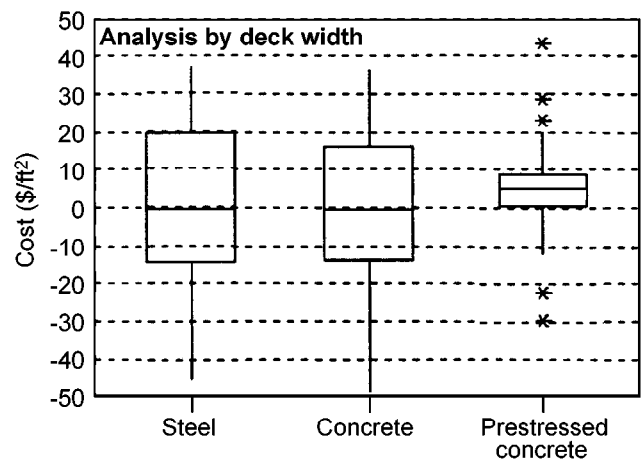 Analysis by deck width
Cost ($/ft²)
50
40
30
20
10
0
-10
-20
-30
-40
-50
Steel
Concrete
Prestressed
concrete